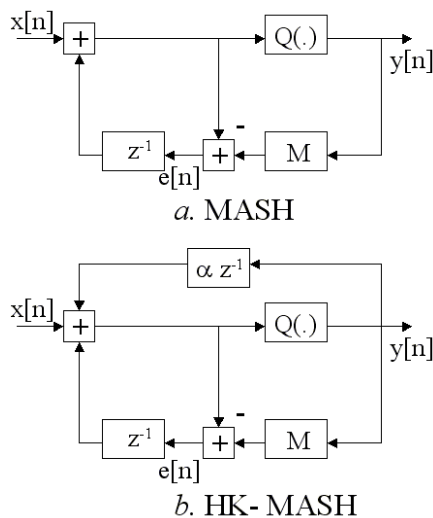 x[n]
+
Q(.)
y[n]
-
z⁻¹
+
M
e[n]
a. MASH
α z⁻¹
x[n]
+
Q(.)
y[n]
-
z⁻¹
+
M
e[n]
b. HK- MASH